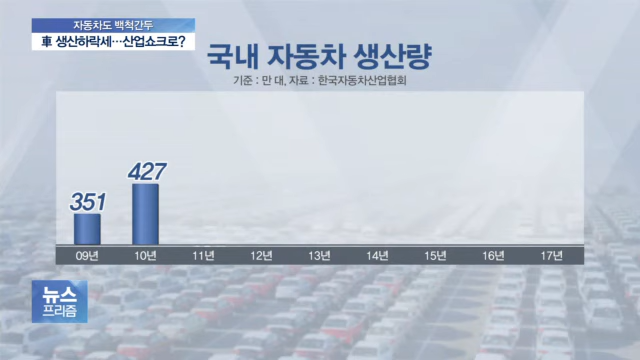 자동차도 백척간두
車 생산하락세…산업쇼크로?
국내 자동차 생산량
기준 : 만 대, 자료 : 한국자동차산업협회
351
427
09년 10년 11년 12년 13년 14년 15년 16년 17년
뉴스
프리즘